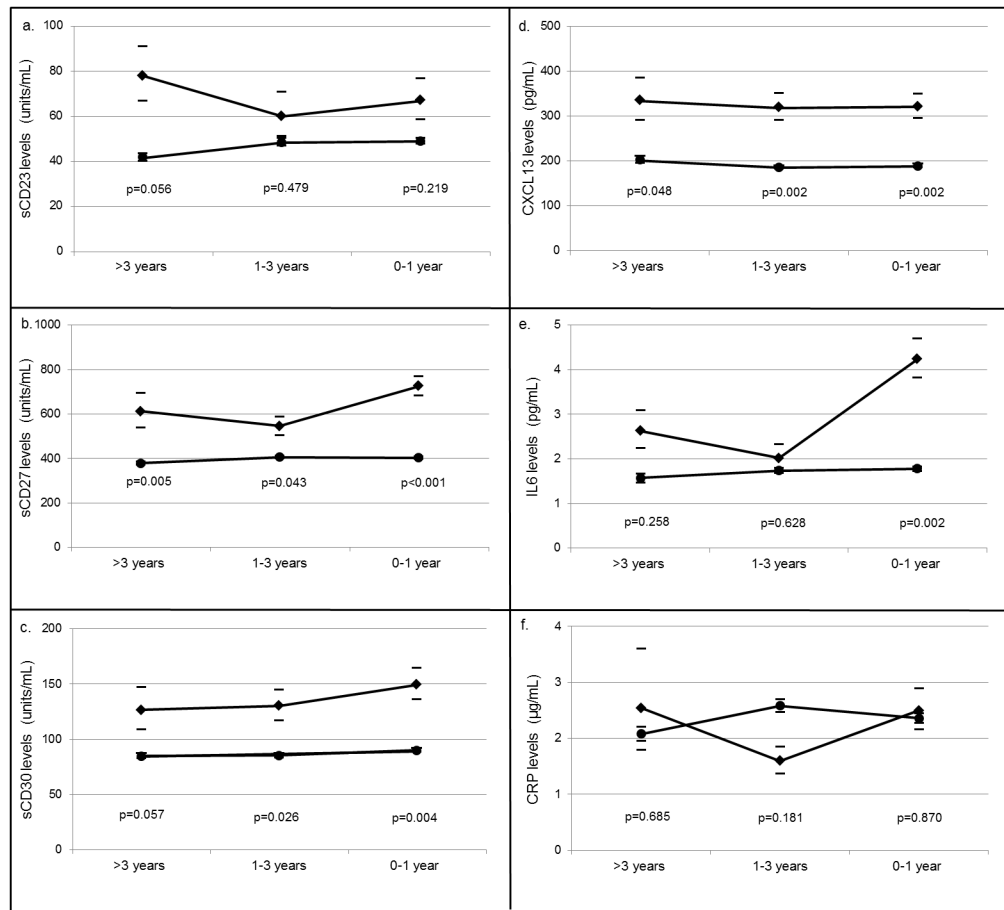 a.
sCD23 levels (units/mL)
100
80
60
40
20
0
p=0.056 p=0.479 p=0.219
>3 years 1-3 years 0-1 year
b.
sCD27 levels (units/mL)
1000
800
600
400
200
0
p=0.005 p=0.043 p<0.001
>3 years 1-3 years 0-1 year
c.
sCD30 levels (units/mL)
200
150
100
50
0
p=0.057 p=0.026 p=0.004
>3 years 1-3 years 0-1 year
d.
CXCL13 levels (pg/mL)
500
400
300
200
100
0
p=0.048 p=0.002 p=0.002
>3 years 1-3 years 0-1 year
e.
IL6 levels (pg/mL)
5
4
3
2
1
0
p=0.258 p=0.628 p=0.002
>3 years 1-3 years 0-1 year
f.
CRP levels (μg/mL)
4
3
2
1
0
p=0.685 p=0.181 p=0.870
>3 years 1-3 years 0-1 year